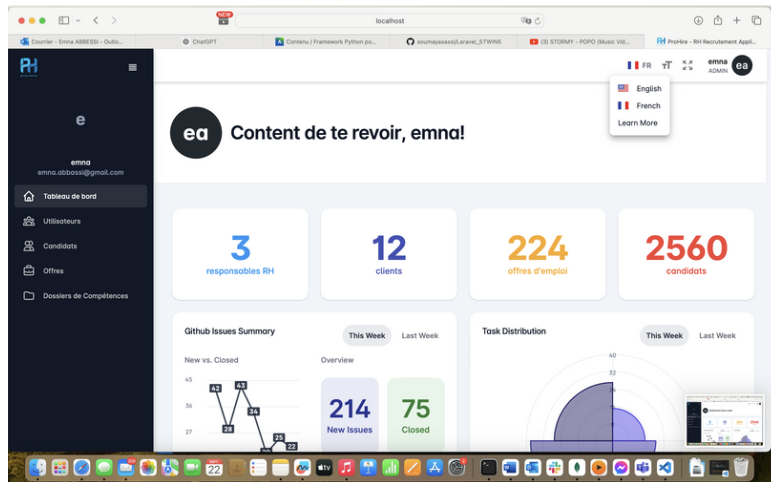 NEW
localhost
Courrier - Emna ABBESSI - Outlo...
ChatGPT
Contenu / Framework Python po...
soumayasassi/Laravel_STWINS
(3) STORMY - POPO (Music Vid...
ProHire - RH Recrutement Appli...
FR
emna
ADMIN
ea
English
French
Learn More
e
emna
emna.abbassi@gmail.com
Tableau de bord
Utilisateurs
Candidats
Offres
Dossiers de Compétences
ea
Content de te revoir, emna!
3
responsables RH
12
clients
224
offres d'emploi
2560
candidats
Github Issues Summary
This Week
Last Week
New vs. Closed
Overview
45
36
27
42
28
43
34
25
22
214
New Issues
75
Closed
Task Distribution
This Week
Last Week
40
32
24
tv
22